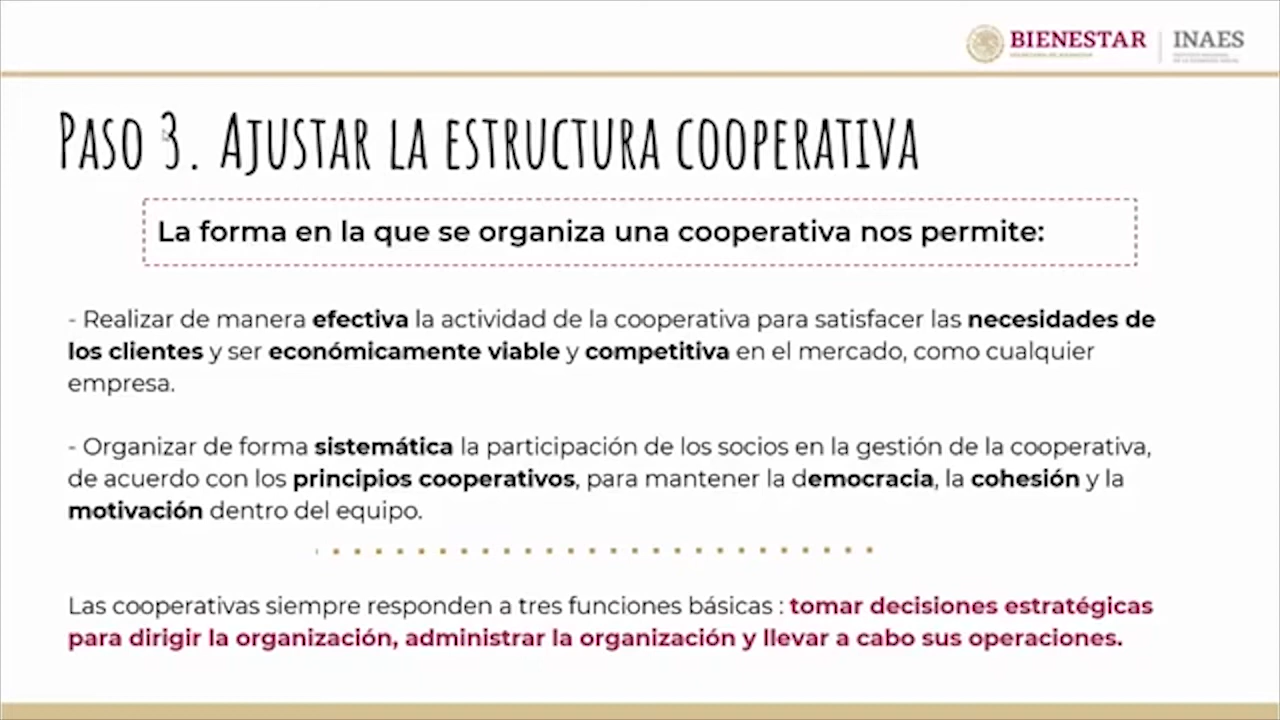 BIENESTAR
INAES
Paso 3. Ajustar la estructura cooperativa
La forma en la que se organiza una cooperativa nos permite:
- Realizar de manera efectiva la actividad de la cooperativa para satisfacer las necesidades de
los clientes y ser económicamente viable y competitiva en el mercado, como cualquier
empresa.
- Organizar de forma sistemática la participación de los socios en la gestión de la cooperativa,
de acuerdo con los principios cooperativos, para mantener la democracia, la cohesión y la
motivación dentro del equipo.
Las cooperativas siempre responden a tres funciones básicas : tomar decisiones estratégicas
para dirigir la organización, administrar la organización y llevar a cabo sus operaciones.